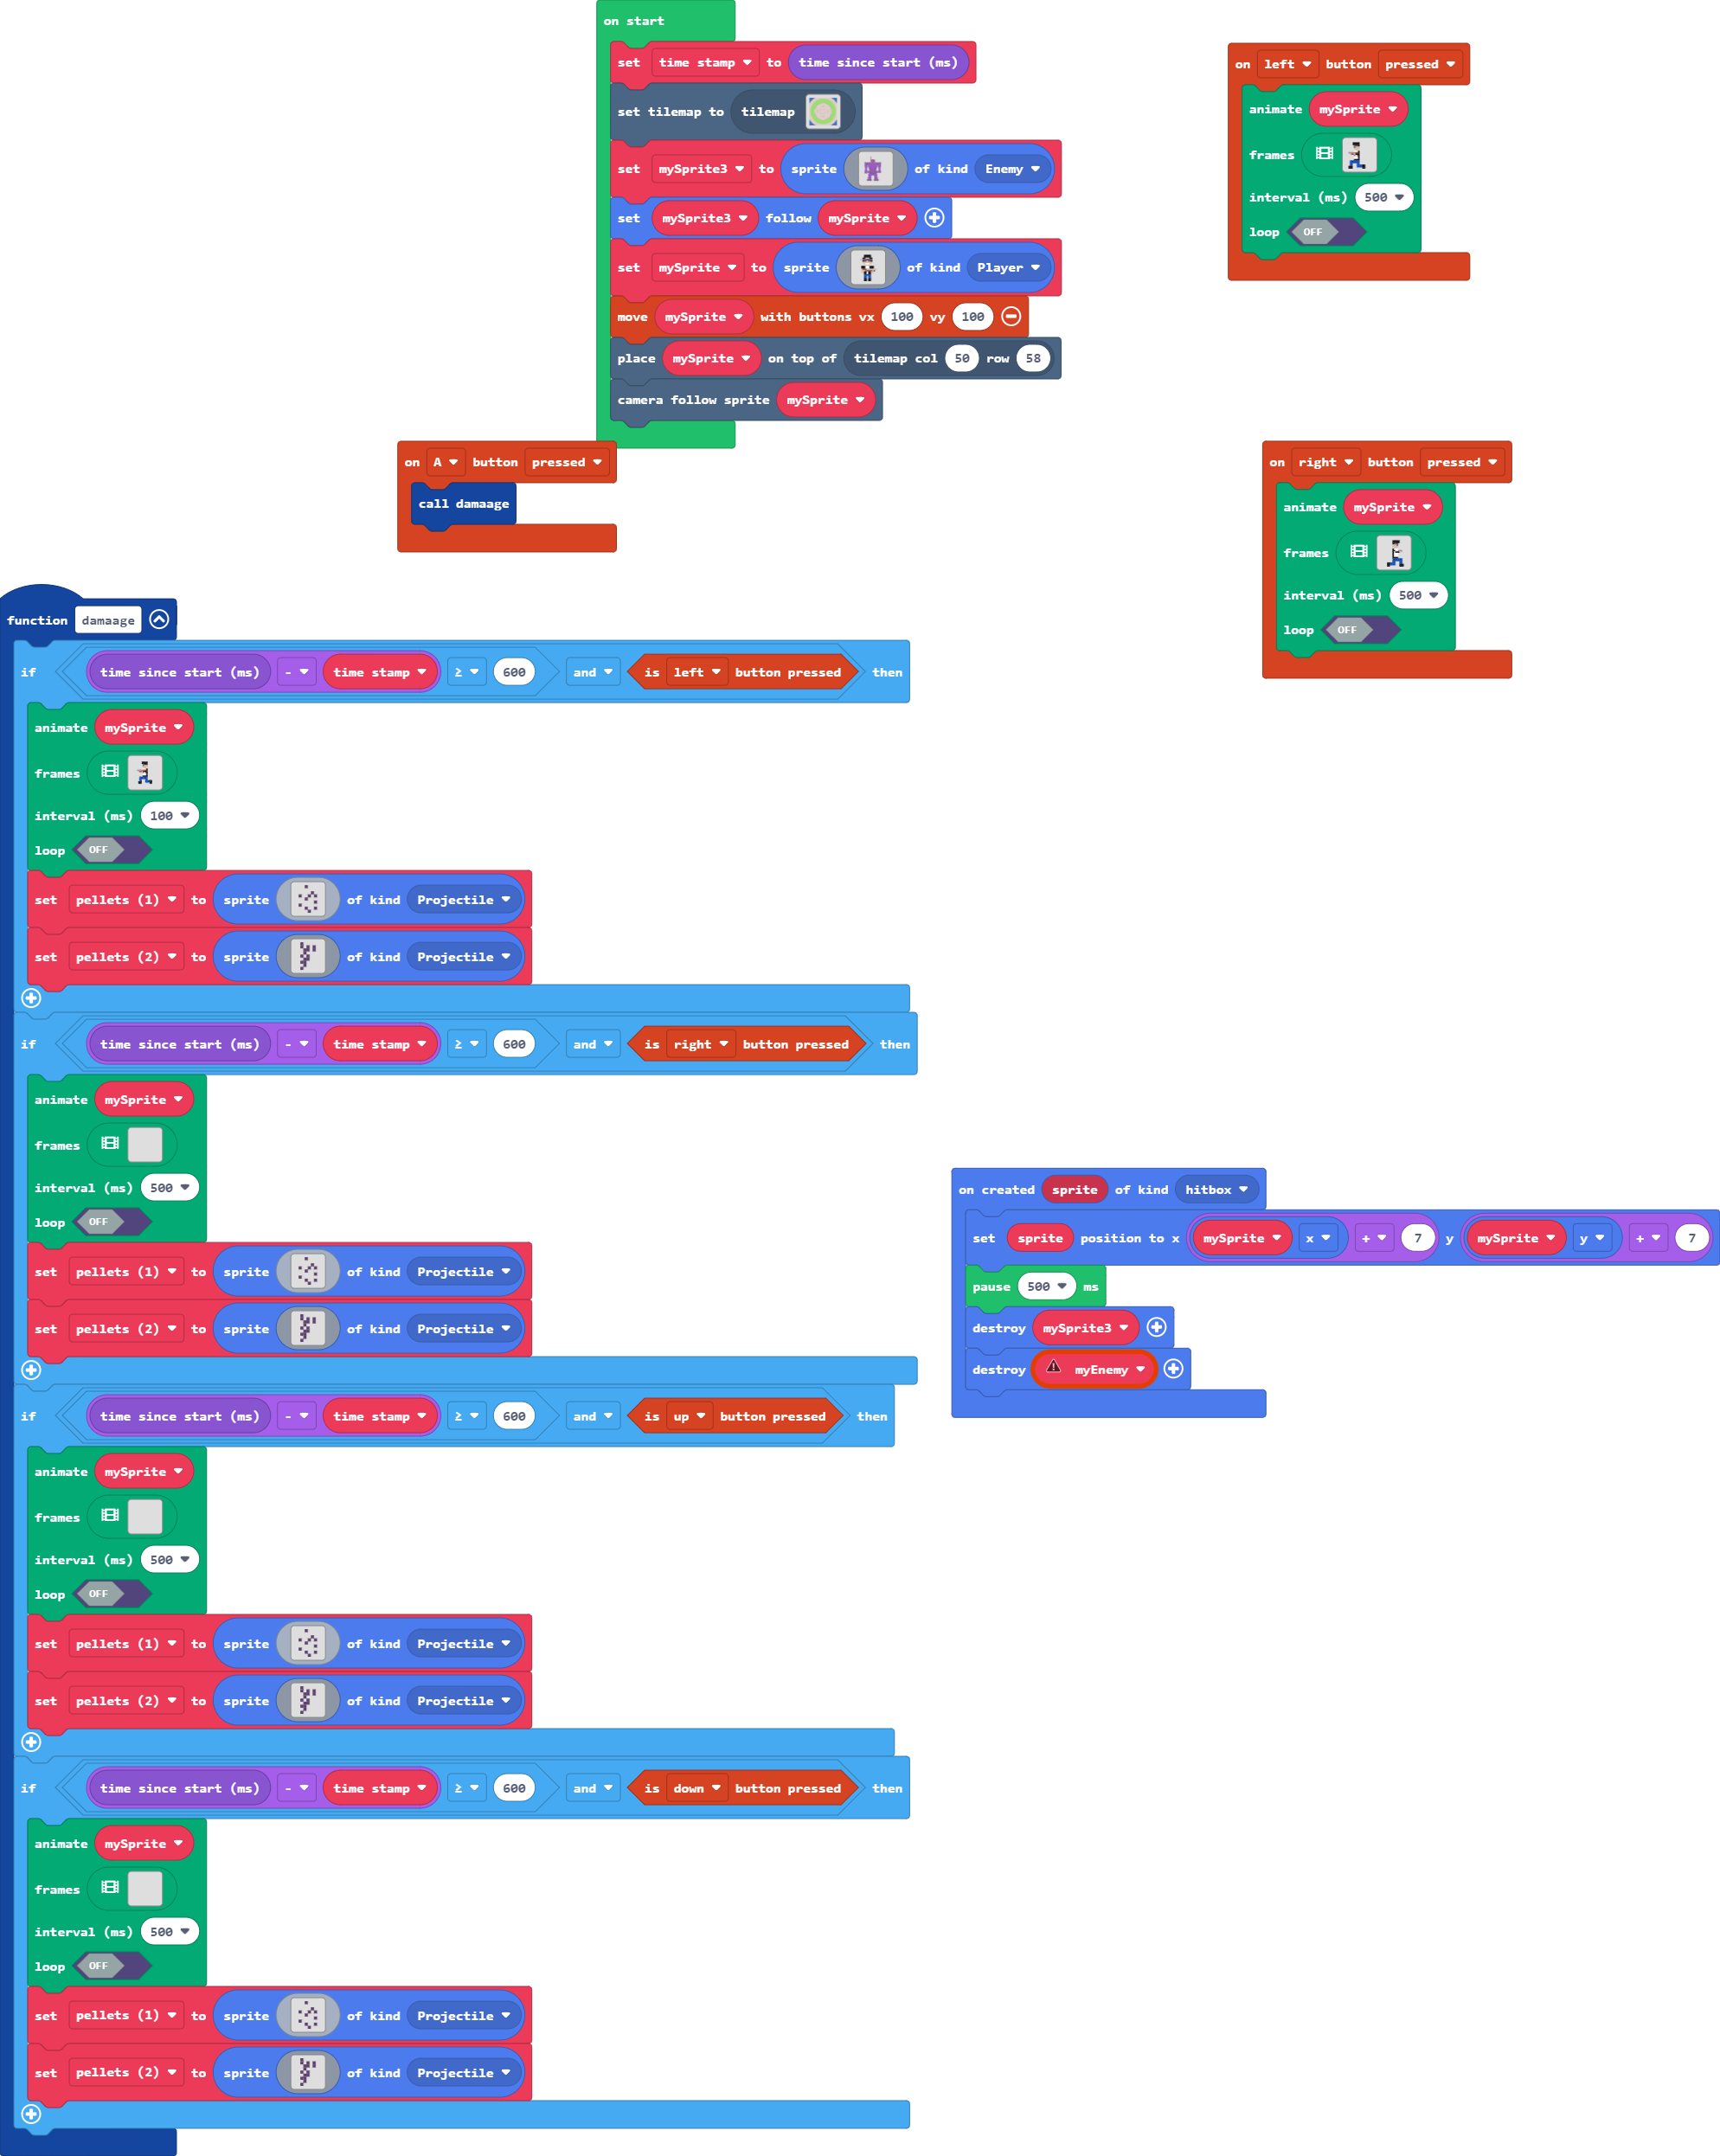 on start
set time stamp to time since start (ms)
set tilemap to tilemap
set mySprite3 to sprite of kind Enemy
set mySprite3 follow mySprite
set mySprite to sprite of kind Player
move mySprite with buttons vx 100 vy 100
place mySprite on top of tilemap col 50 row 58
camera follow sprite mySprite
on left button pressed
animate mySprite
frames
interval (ms) 500
loop OFF
on A button pressed
call damaage
on right button pressed
animate mySprite
frames
interval (ms) 500
loop OFF
function damaage
if time since start (ms) - time stamp ≥ 600 and is left button pressed then
animate mySprite
frames
interval (ms) 100
loop OFF
set pellets (1) to sprite of kind Projectile
set pellets (2) to sprite of kind Projectile
if time since start (ms) - time stamp ≥ 600 and is right button pressed then
animate mySprite
frames
interval (ms) 500
loop OFF
set pellets (1) to sprite of kind Projectile
set pellets (2) to sprite of kind Projectile
if time since start (ms) - time stamp ≥ 600 and is up button pressed then
animate mySprite
frames
interval (ms) 500
loop OFF
set pellets (1) to sprite of kind Projectile
set pellets (2) to sprite of kind Projectile
if time since start (ms) - time stamp ≥ 600 and is down button pressed then
animate mySprite
frames
interval (ms) 500
loop OFF
set pellets (1) to sprite of kind Projectile
set pellets (2) to sprite of kind Projectile
on created sprite of kind hitbox
set sprite position to x mySprite x + 7 y mySprite y + 7
pause 500 ms
destroy mySprite3
destroy myEnemy